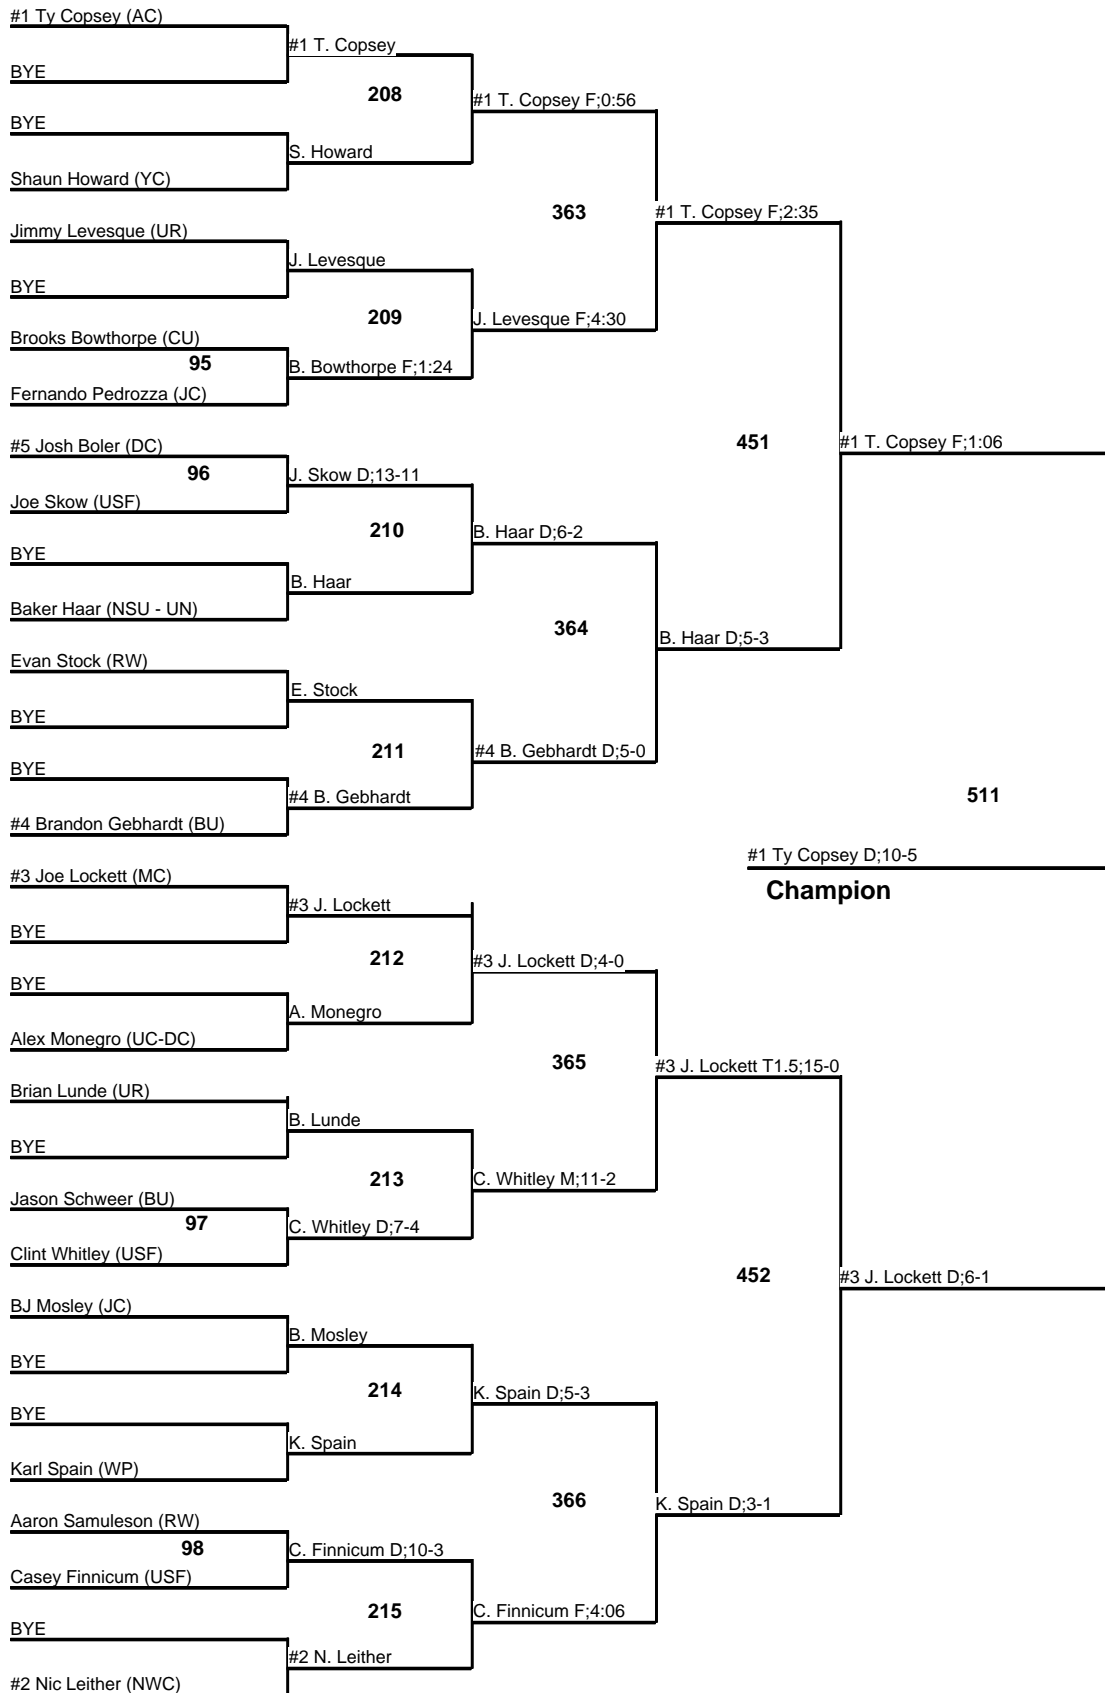 #1 Ty Copsey (AC)
#1 T. Copsey
BYE
208
#1 T. Copsey F;0:56
BYE
S. Howard
Shaun Howard (YC)
363
#1 T. Copsey F;2:35
Jimmy Levesque (UR)
J. Levesque
BYE
209
J. Levesque F;4:30
Brooks Bowthorpe (CU)
95
B. Bowthorpe F;1:24
Fernando Pedrozza (JC)
451
#1 T. Copsey F;1:06
#5 Josh Boler (DC)
96
J. Skow D;13-11
Joe Skow (USF)
210
B. Haar D;6-2
BYE
B. Haar
Baker Haar (NSU - UN)
364
B. Haar D;5-3
Evan Stock (RW)
E. Stock
BYE
211
#4 B. Gebhardt D;5-0
BYE
#4 B. Gebhardt
511
#4 Brandon Gebhardt (BU)
#1 Ty Copsey D;10-5
Champion
#3 Joe Lockett (MC)
#3 J. Lockett
BYE
212
#3 J. Lockett D;4-0
BYE
A. Monegro
Alex Monegro (UC-DC)
365
#3 J. Lockett T1.5;15-0
Brian Lunde (UR)
B. Lunde
BYE
213
C. Whitley M;11-2
Jason Schweer (BU)
97
C. Whitley D;7-4
Clint Whitley (USF)
452
#3 J. Lockett D;6-1
BJ Mosley (JC)
B. Mosley
BYE
214
K. Spain D;5-3
BYE
K. Spain
Karl Spain (WP)
366
K. Spain D;3-1
Aaron Samuleson (RW)
98
C. Finnicum D;10-3
Casey Finnicum (USF)
215
C. Finnicum F;4:06
BYE
#2 N. Leither
#2 Nic Leither (NWC)